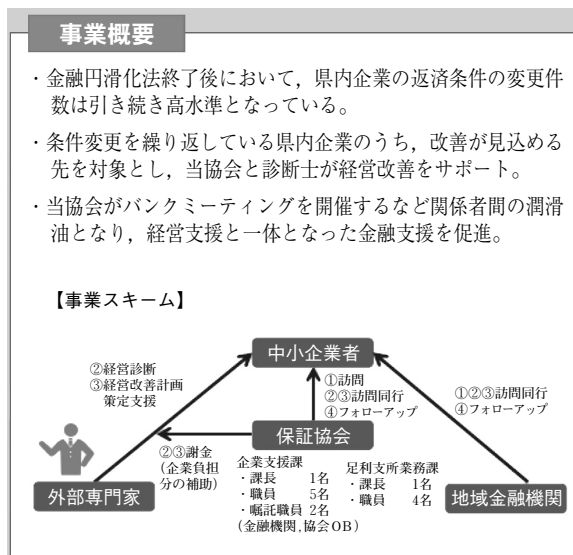 事業概要
・金融円滑化法終了後において，県内企業の返済条件の変更件
数は引き続き高水準となっている。
・条件変更を繰り返している県内企業のうち，改善が見込める
先を対象とし，当協会と診断士が経営改善をサポート。
・当協会がバンクミーティングを開催するなど関係者間の潤滑
油となり，経営支援と一体となった金融支援を促進。
【事業スキーム】
中小企業者
②経営診断
③経営改善計画
策定支援
①訪問
②③訪問同行
④フォローアップ
①②③訪問同行
④フォローアップ
保証協会
②③謝金
(企業負担
分の補助)
企業支援課
・課長 1名
・職員 5名
・嘱託職員 2名
(金融機関,協会OB)
足利支所業務課
・課長 1名
・職員 4名
外部専門家
地域金融機関